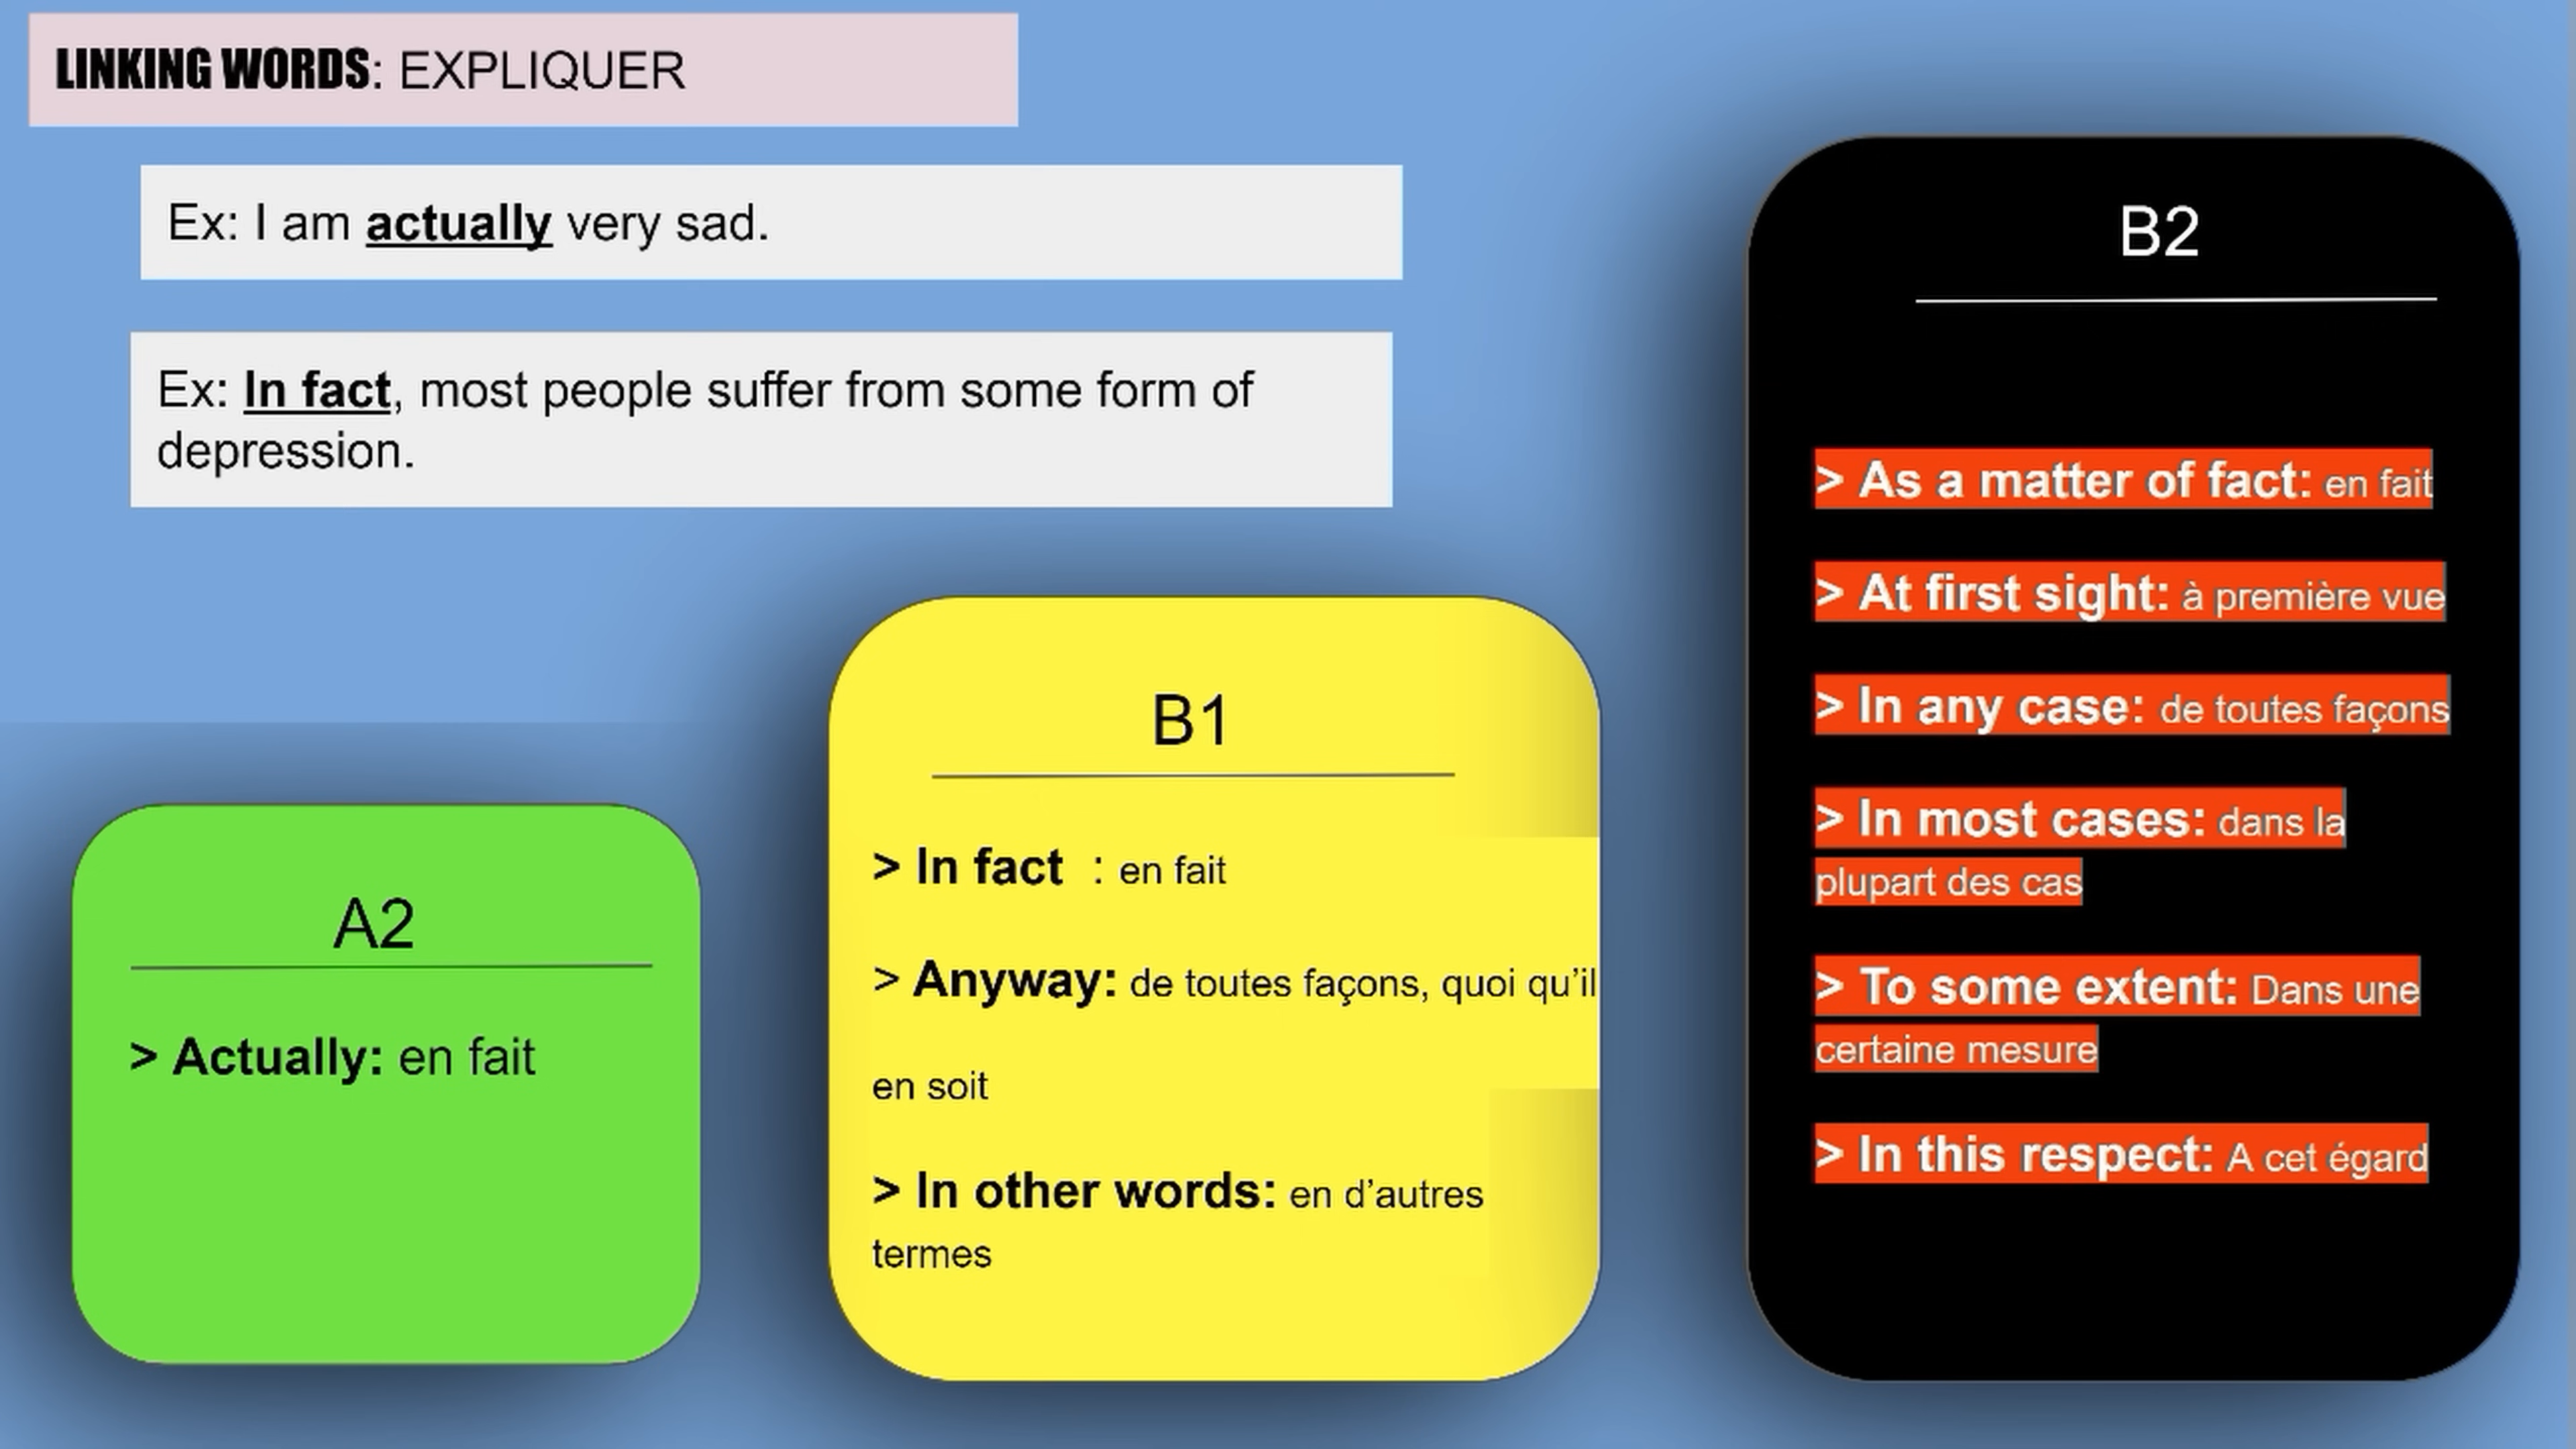 LINKING WORDS: EXPLIQUER
Ex: I am actually very sad.
Ex: In fact, most people suffer from some form of
depression.
A2
> Actually: en fait
B1
> In fact : en fait
> Anyway: de toutes façons, quoi qu’il
en soit
> In other words: en d’autres
termes
B2
> As a matter of fact: en fait
> At first sight: à première vue
> In any case: de toutes façons
> In most cases: dans la
plupart des cas
> To some extent: Dans une
certaine mesure
> In this respect: A cet égard